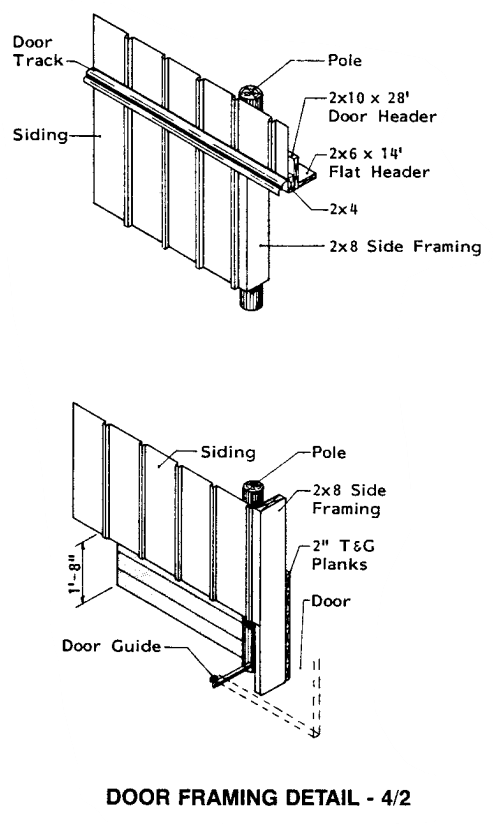 Door
Track
Pole
2x10 x 28'
Door Header
Siding
2x6 x 14'
Flat Header
2x4
2x8 Side Framing
Siding
Pole
2x8 Side
Framing
2" T&G
Planks
1'-8"
Door
Door Guide
DOOR FRAMING DETAIL - 4/2